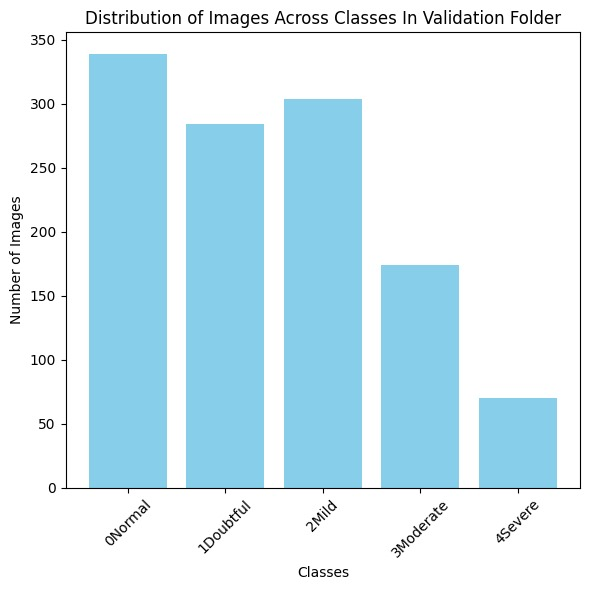 Distribution of Images Across Classes In Validation Folder
350
300
250
200
150
100
50
0
Number of Images
0Normal
1Doubtful
2Mild
3Moderate
4Severe
Classes